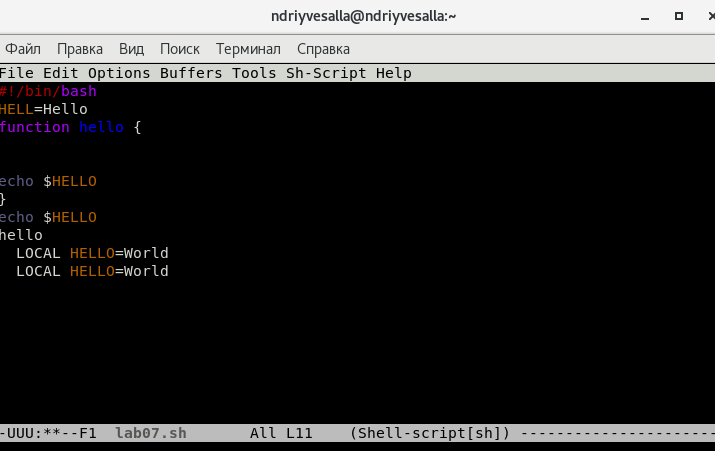 ndriyvesalla@ndriyvesalla:~
Файл Правка Вид Поиск Терминал Справка
File Edit Options Buffers Tools Sh-Script Help
#!/bin/bash
HELL=Hello
function hello {
echo $HELLO
}
echo $HELLO
hello
  LOCAL HELLO=World
  LOCAL HELLO=World
-UUU:**--F1  lab07.sh       All L11    (Shell-script[sh]) ----------------------